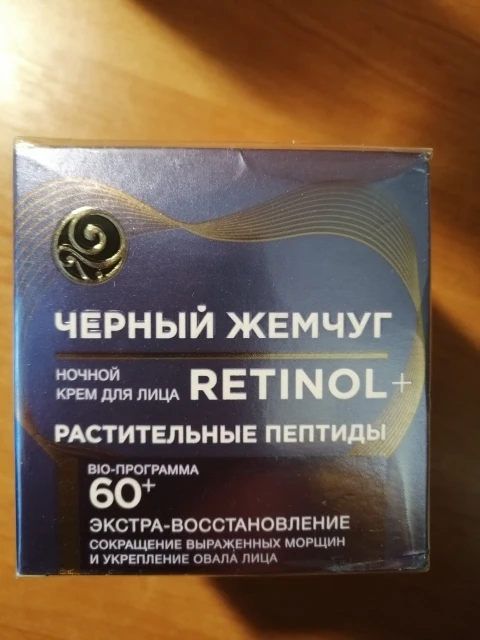 ЧЕРНЫЙ ЖЕМЧУГ
НОЧНОЙ
КРЕМ ДЛЯ ЛИЦА RETINOL+
РАСТИТЕЛЬНЫЕ ПЕПТИДЫ
BIO-ПРОГРАММА
60+
ЭКСТРА-ВОССТАНОВЛЕНИЕ
СОКРАЩЕНИЕ ВЫРАЖЕННЫХ МОРЩИН
И УКРЕПЛЕНИЕ ОВАЛА ЛИЦА